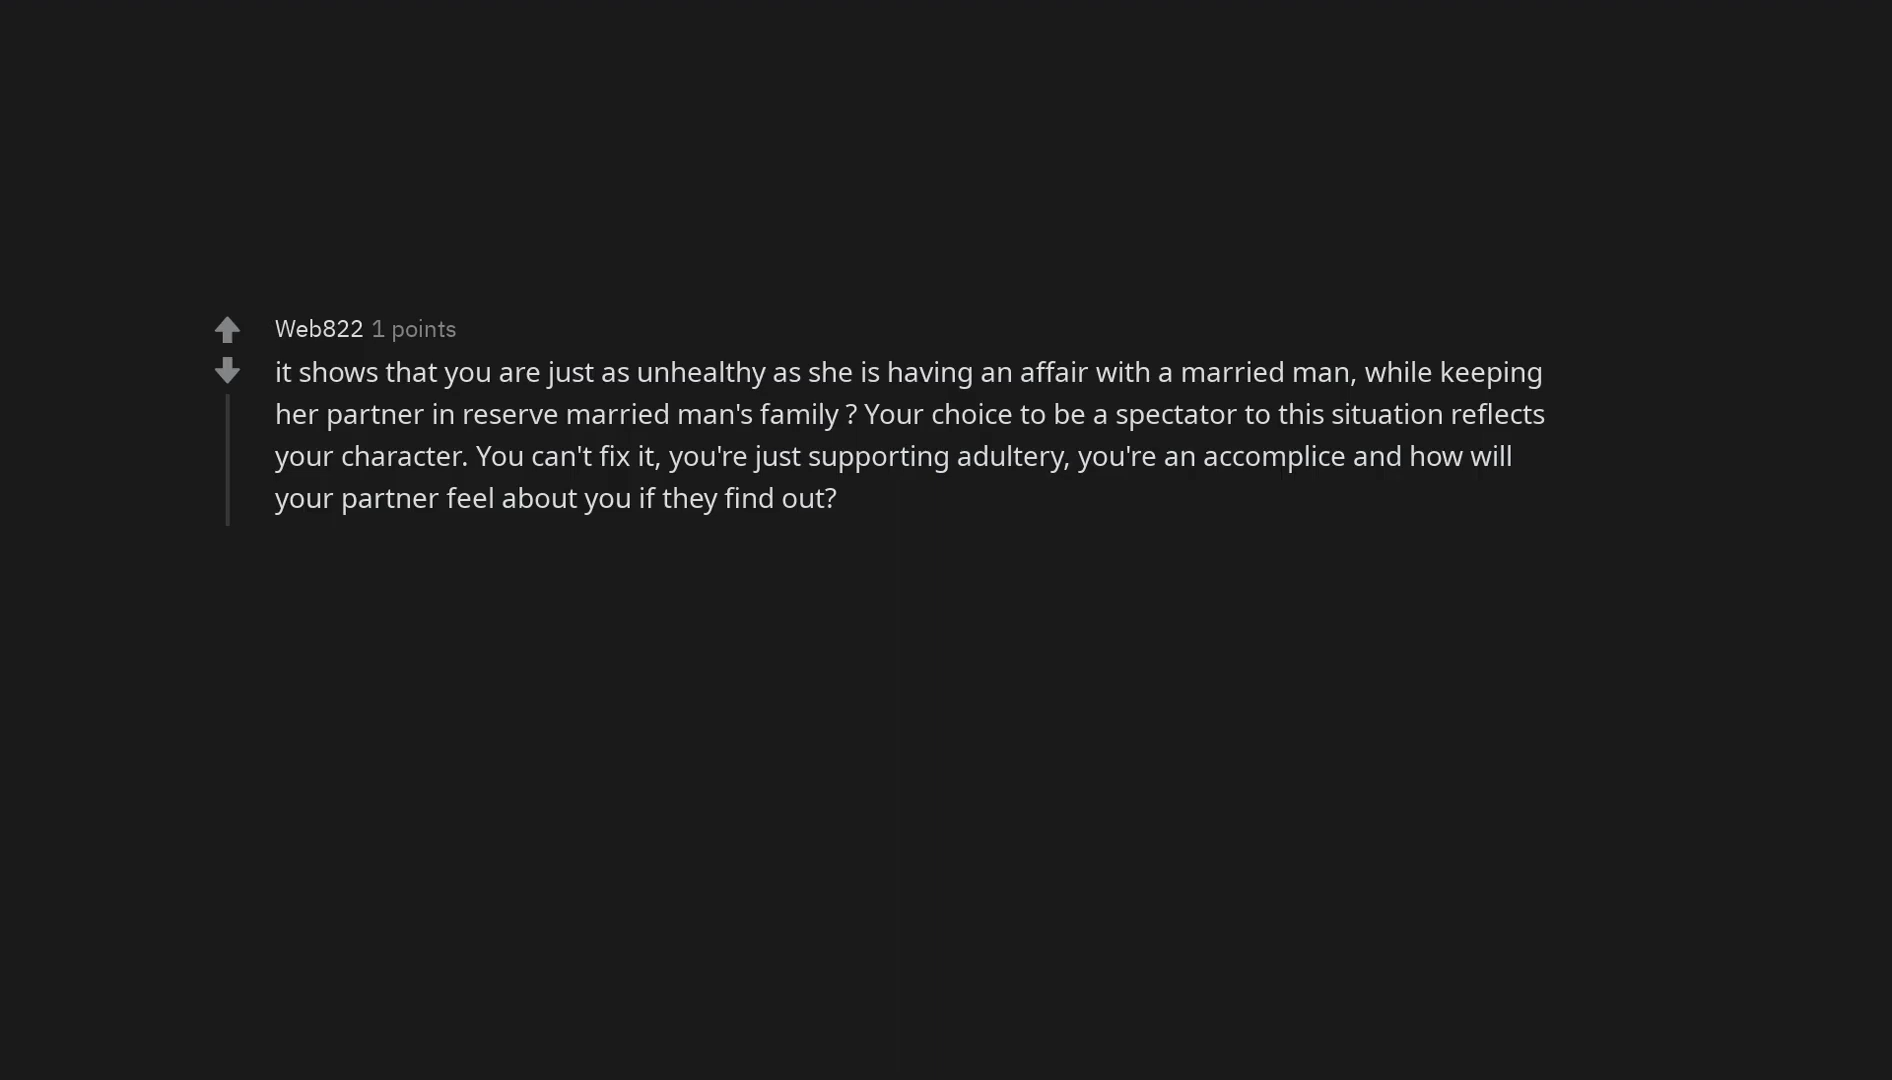 Web822 1 points
it shows that you are just as unhealthy as she is having an affair with a married man, while keeping
her partner in reserve married man's family ? Your choice to be a spectator to this situation reflects
your character. You can't fix it, you're just supporting adultery, you're an accomplice and how will
your partner feel about you if they find out?